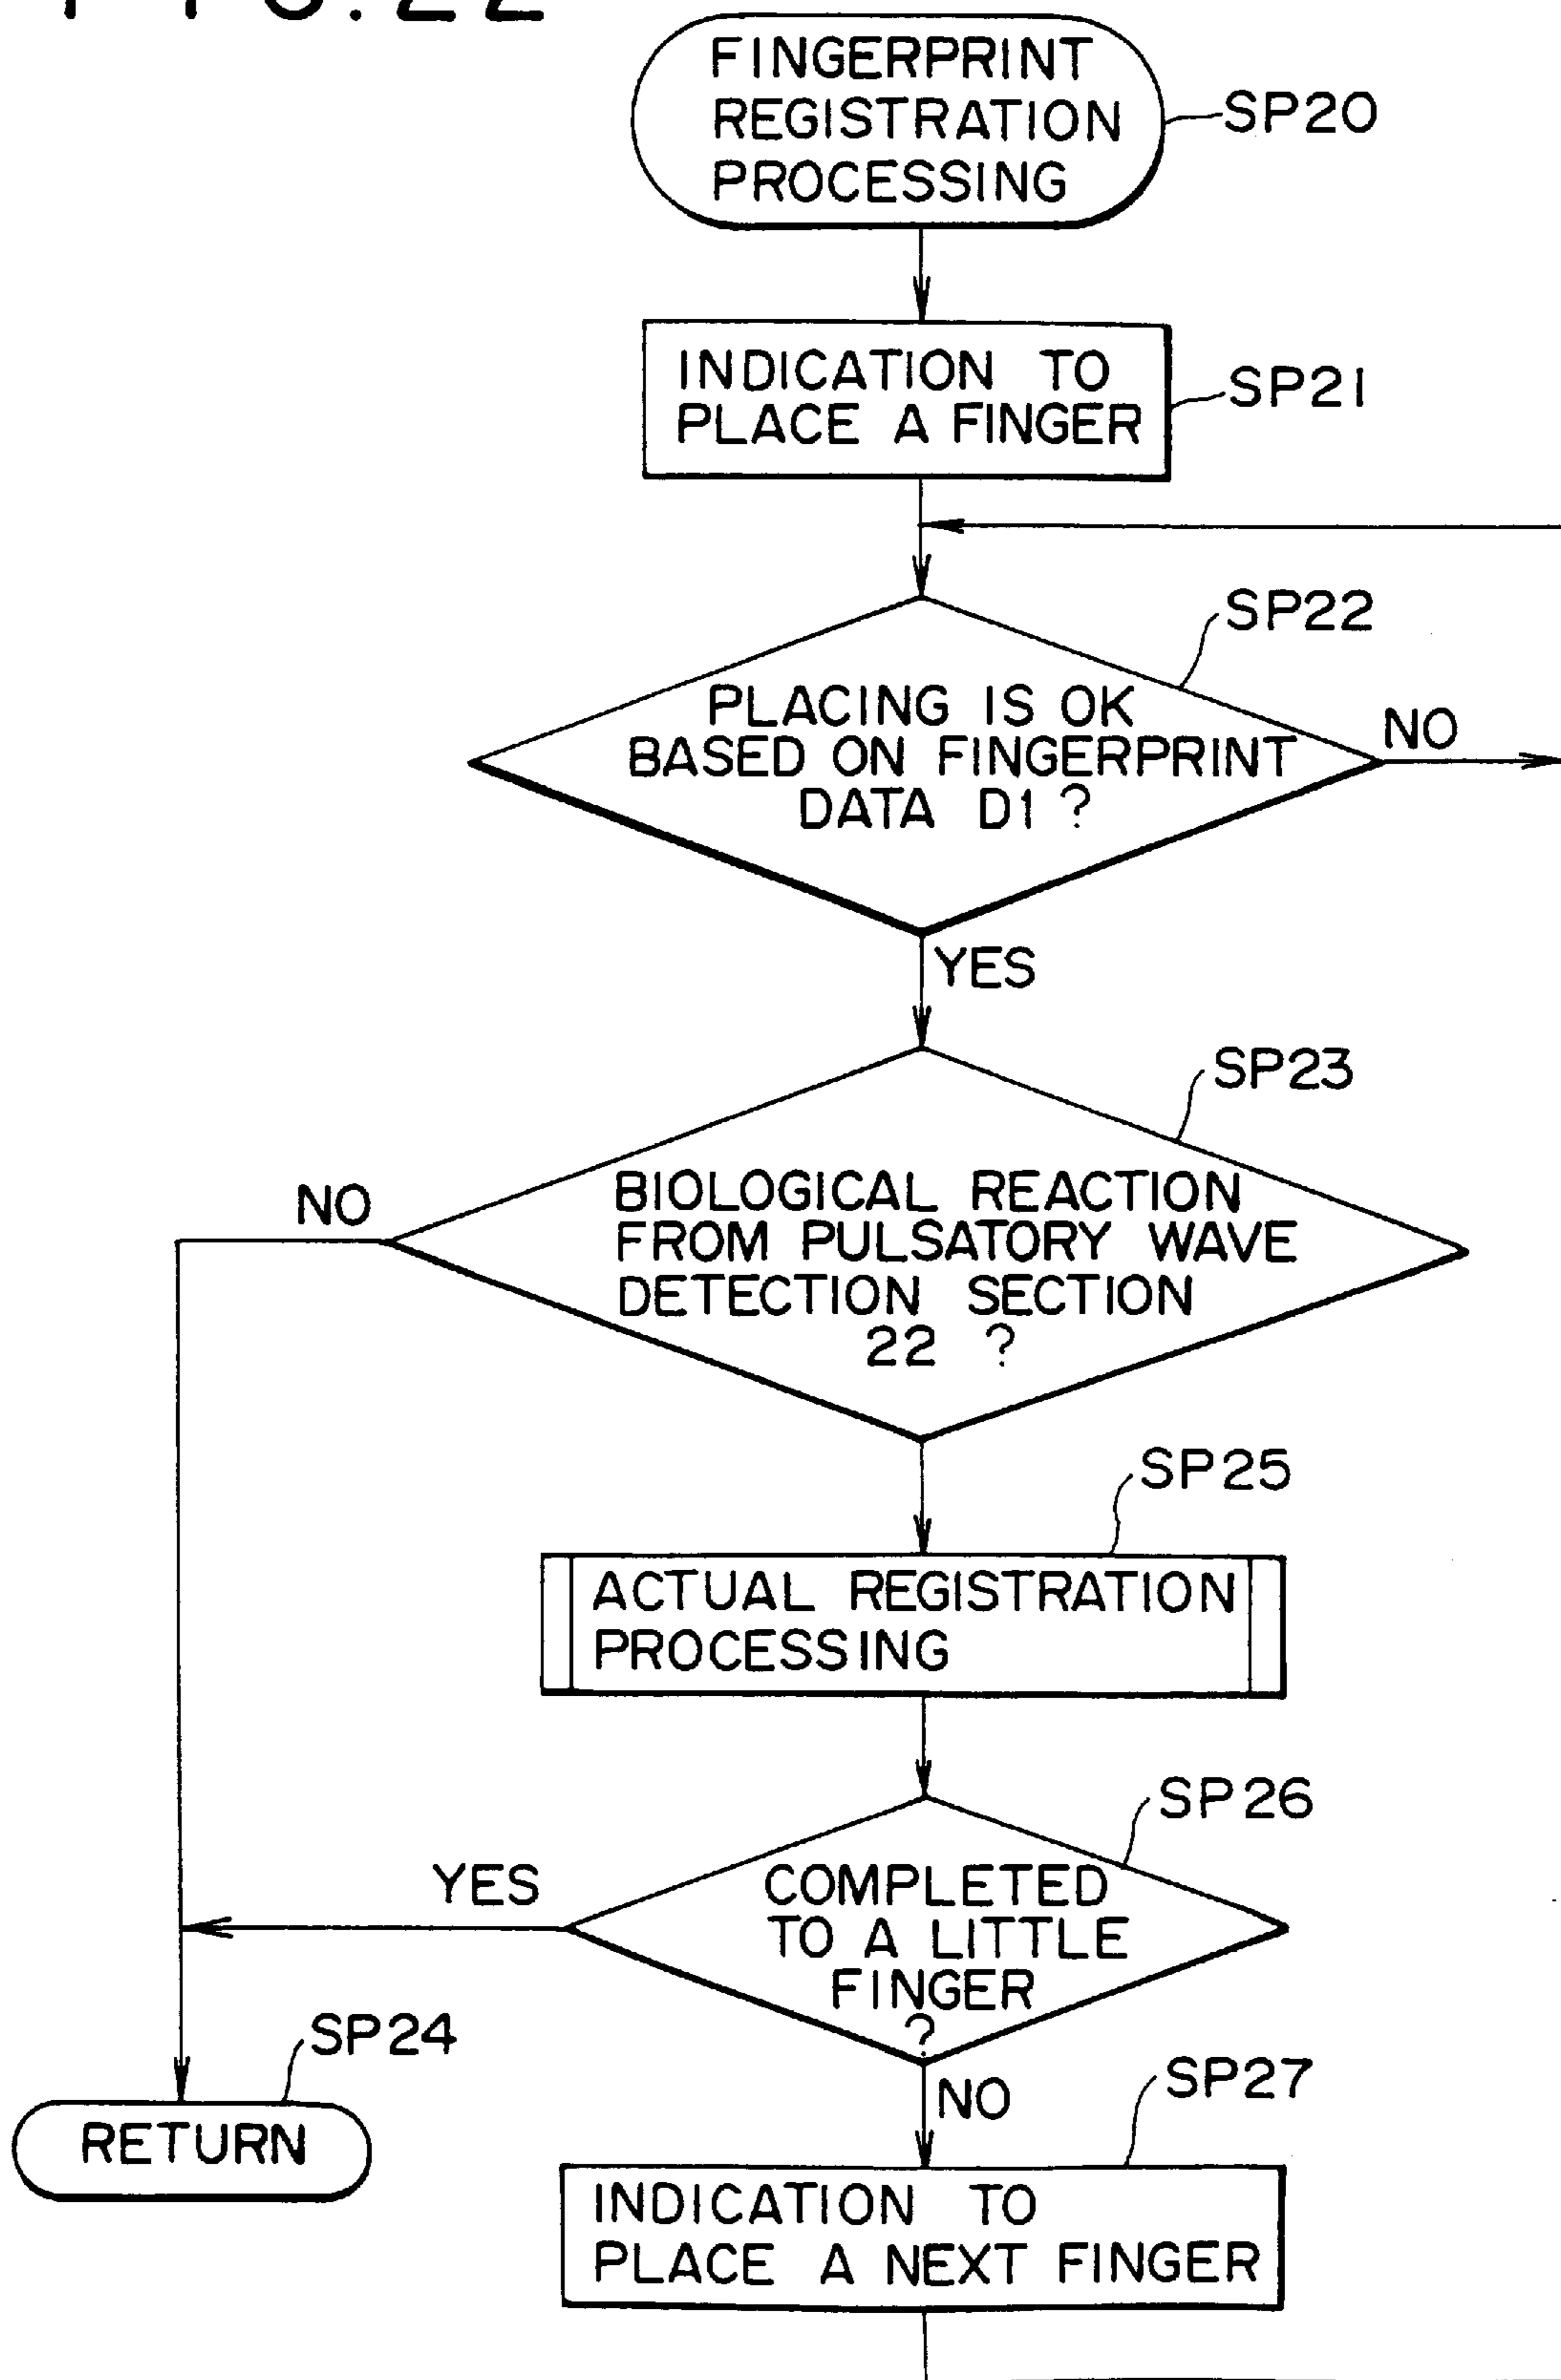 FIG.22
FINGERPRINT
REGISTRATION
PROCESSING
SP20
INDICATION TO
PLACE A FINGER
SP21
SP22
PLACING IS OK
BASED ON FINGERPRINT
DATA D1 ?
NO
YES
SP23
NO
BIOLOGICAL REACTION
FROM PULSATORY WAVE
DETECTION SECTION
22 ?
SP25
ACTUAL REGISTRATION
PROCESSING
SP26
YES
COMPLETED
TO A LITTLE
FINGER
?
SP24
RETURN
NO
SP27
INDICATION TO
PLACE A NEXT FINGER